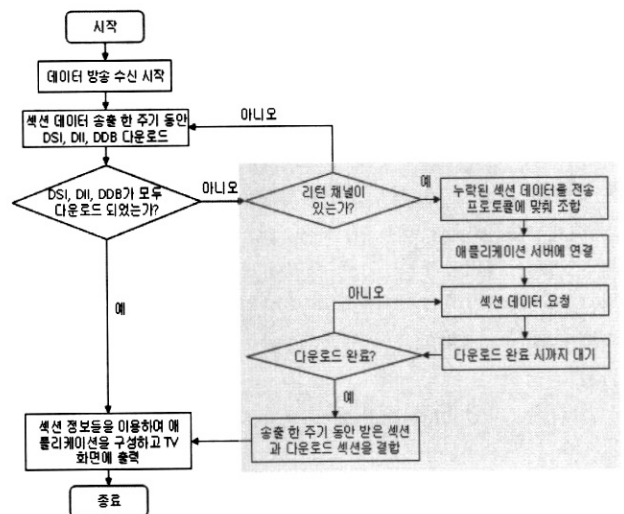 시작
데이터 방송 수신 시작
섹션 데이터 송출 한 주기 동안
DSI, DII, DDB 다운로드
아니오
DSI, DII, DDB가 모두
다운로드 되었는가?
아니오
리턴 채널이
있는가?
예
누락된 섹션 데이터를 전송
프로토콜에 맞춰 조합
애플리케이션 서버에 연결
아니오
섹션 데이터 요청
예
다운로드 완료?
다운로드 완료 시까지 대기
예
섹션 정보들을 이용하여 애
플리케이션을 구성하고 TV
화면에 출력
송출 한 주기 동안 받은 섹션
과 다운로드 섹션을 결합
종료